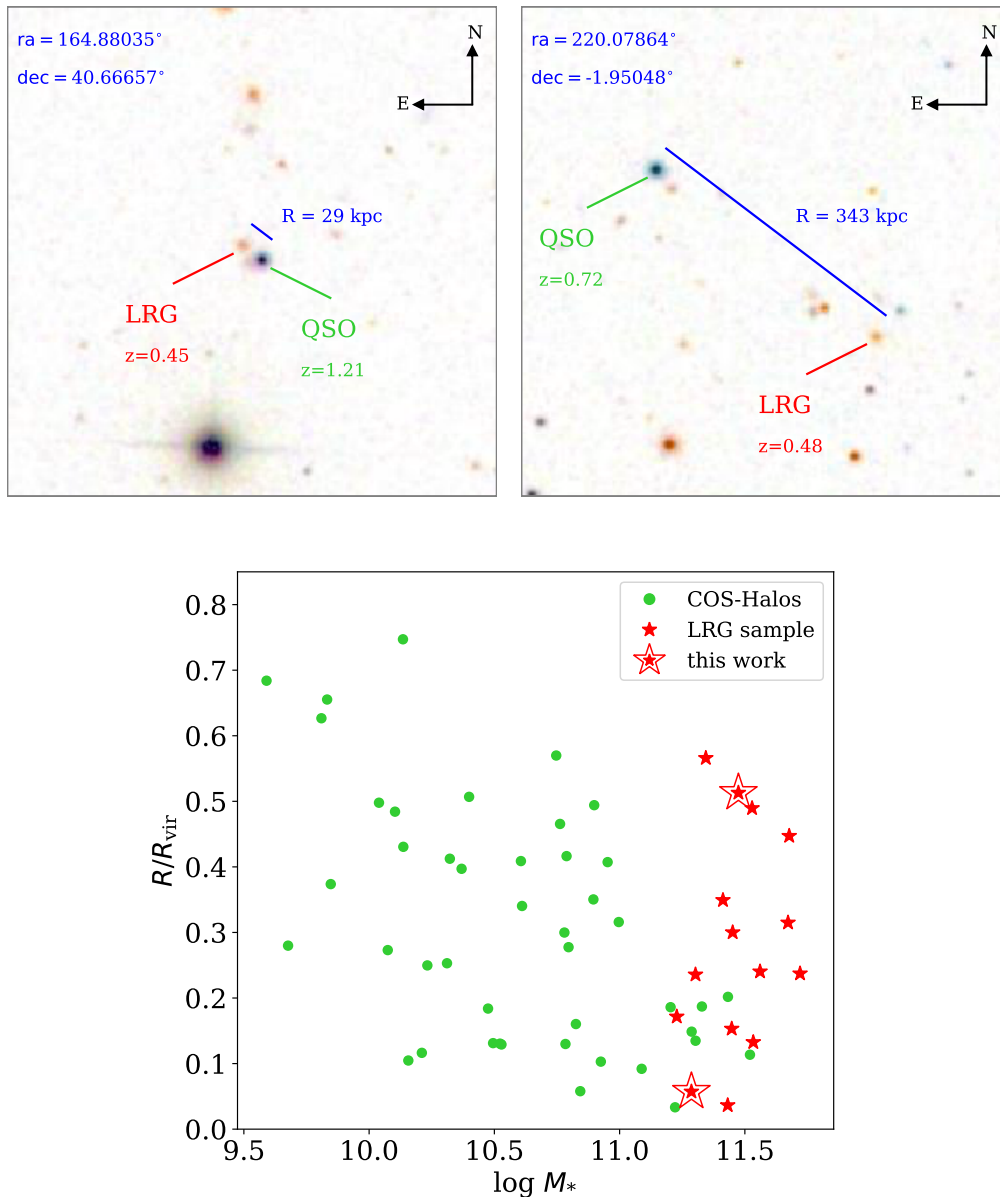 ra = 164.88035°
dec = 40.66657°
N
E
R = 29 kpc
LRG
z=0.45
QSO
z=1.21
ra = 220.07864°
dec = -1.95048°
N
E
R = 343 kpc
QSO
z=0.72
LRG
z=0.48
COS-Halos
LRG sample
this work
0.8
0.7
0.6
0.5
0.4
0.3
0.2
0.1
0.0
R/Rvir
9.5 10.0 10.5 11.0 11.5
log M*